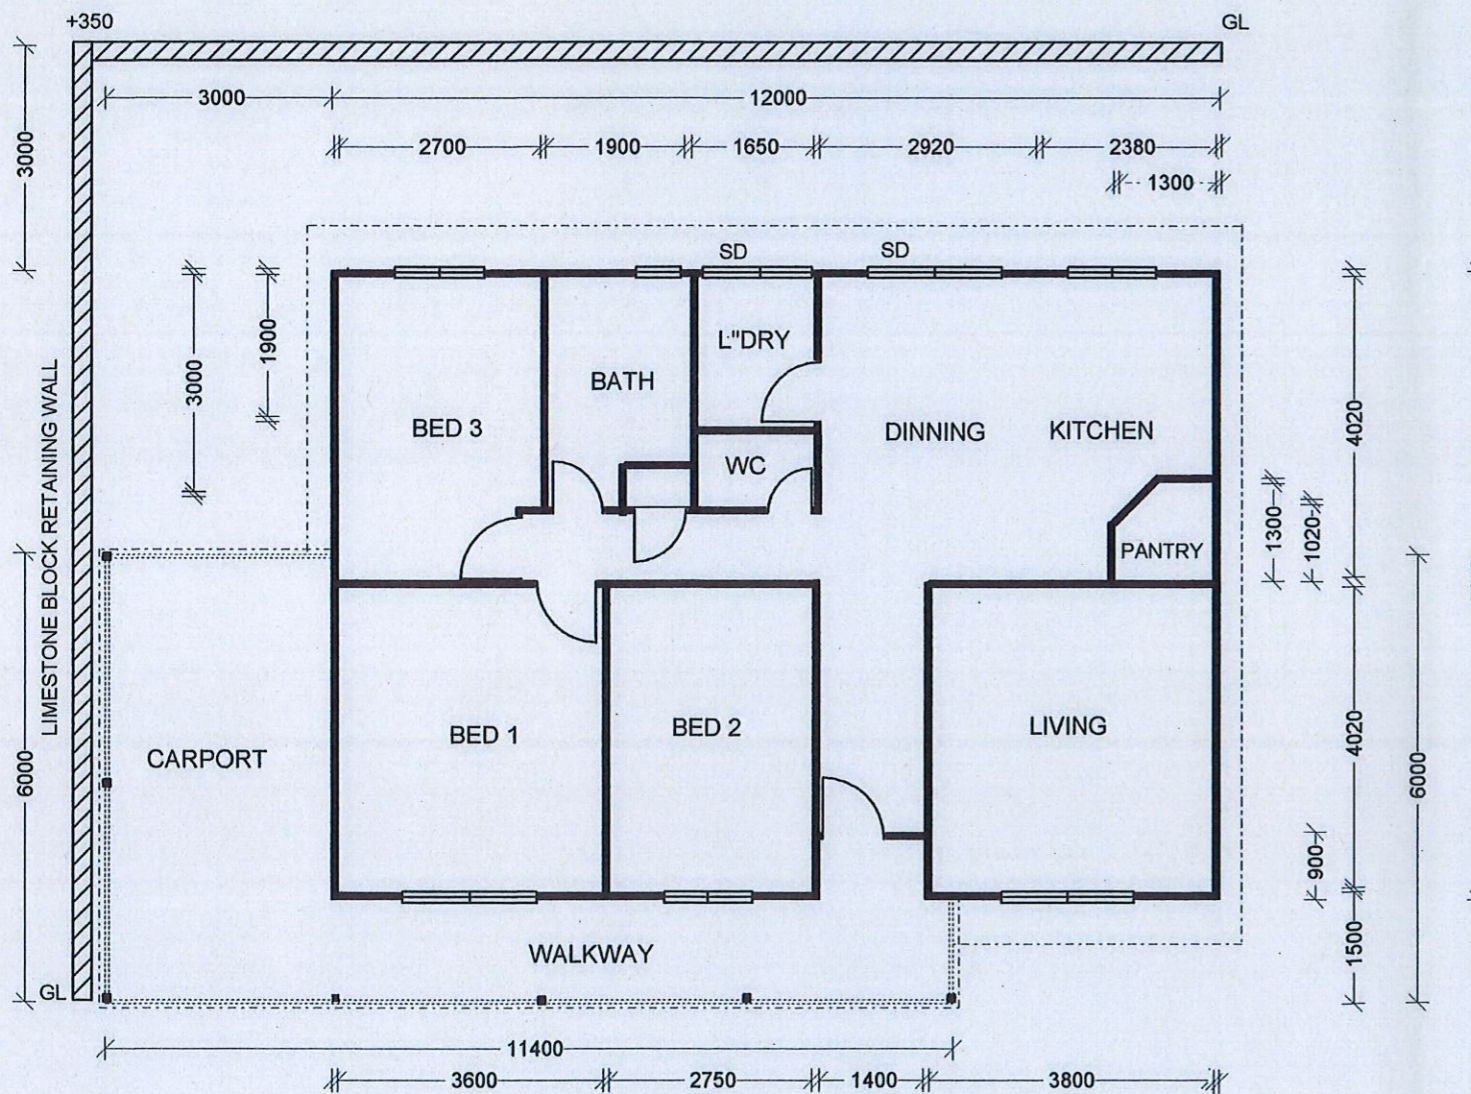 +350
GL
3000
12000
3000
2700
1900
1650
2920
2380
1300
SD
SD
1900
3000
L"DRY
BATH
BED 3
DINNING
KITCHEN
4020
WC
LIMESTONE BLOCK RETAINING WALL
PANTRY
1300
1020
BED 1
BED 2
LIVING
4020
CARPORT
6000
6000
900
WALKWAY
1500
GL
11400
3600
2750
1400
3800